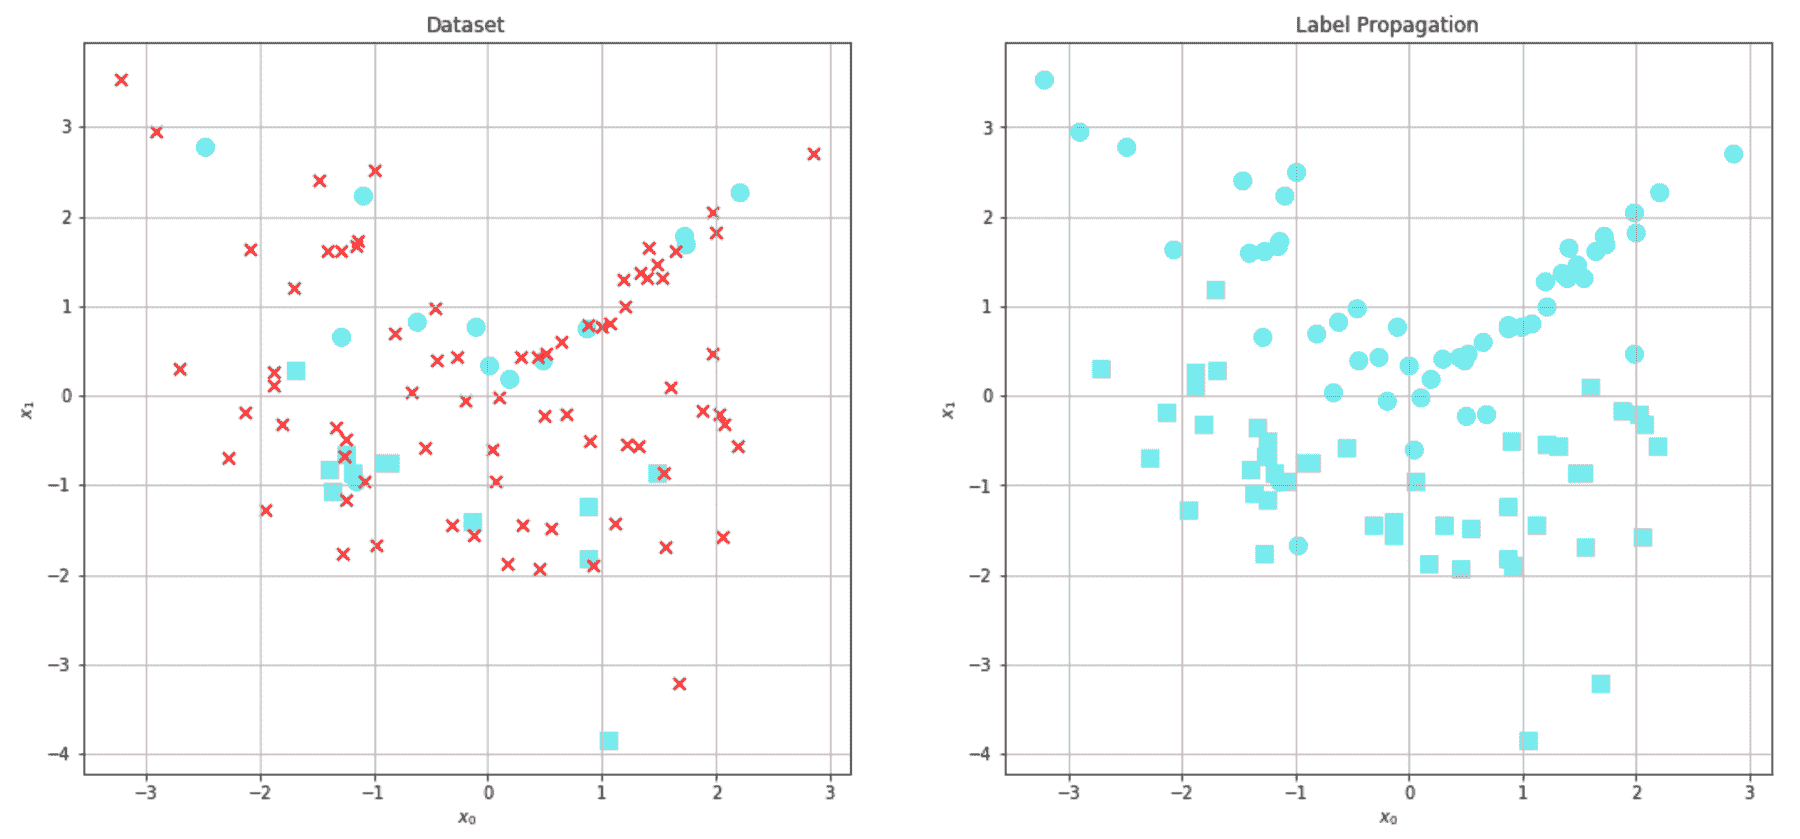 Dataset
3
2
1
0
−1
−2
−3
−4
x₁
−3 −2 −1 0 1 2 3
x₀
Label Propagation
3
2
1
0
−1
−2
−3
−4
x₁
−3 −2 −1 0 1 2 3
x₀